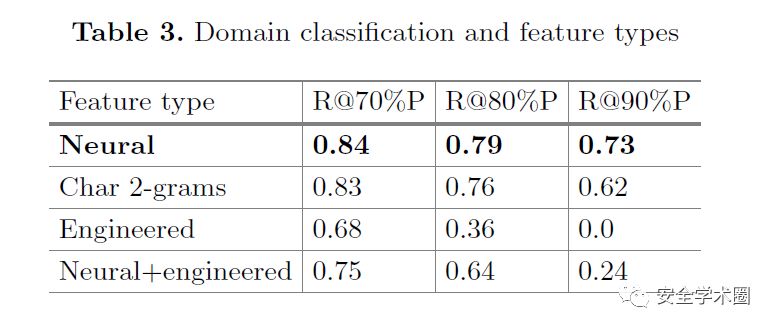 Table 3. Domain classification and feature types
Feature type R@70%P R@80%P R@90%P
Neural 0.84 0.79 0.73
Char 2-grams 0.83 0.76 0.62
Engineered 0.68 0.36 0.0
Neural+engineered 0.75 0.64 0.24
安全学术圈